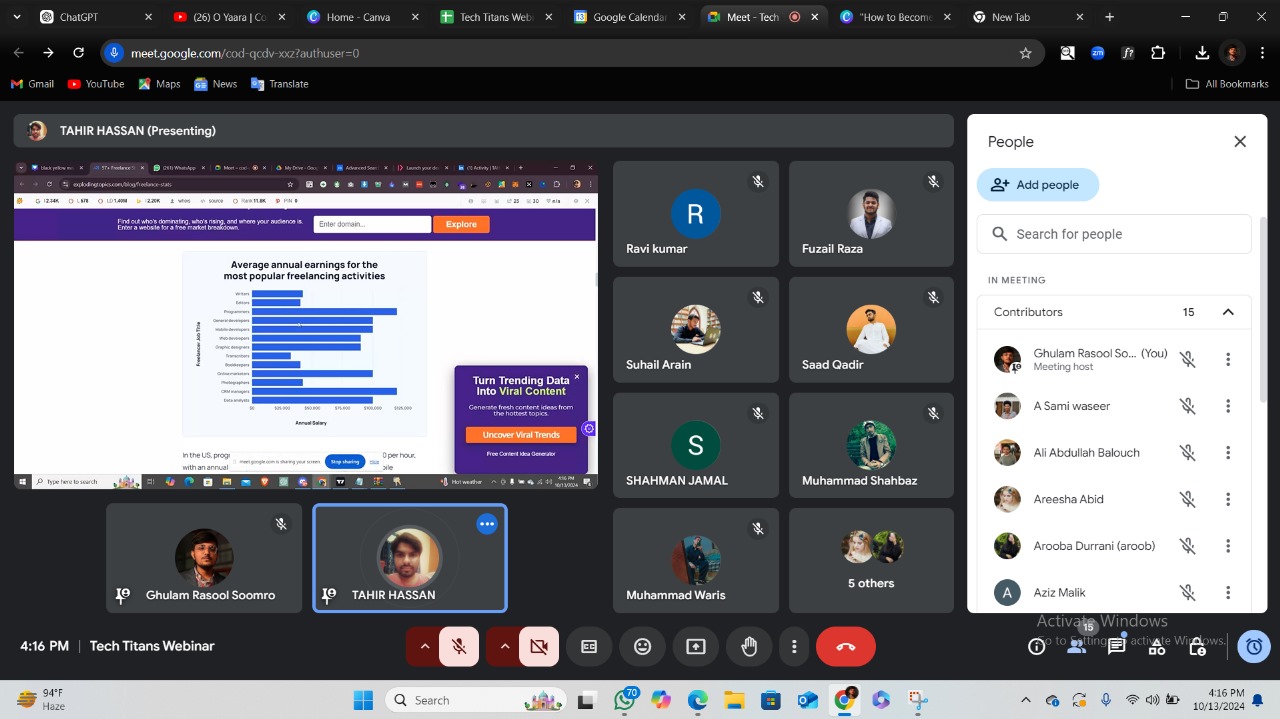 ChatGPT
(26) O Yaara | Co
Canva - Home
Tech Titans Web
Google Calendar
Meet - Tech
"How to Become
New Tab
meet.google.com/cod-qcdv-xxz?authuser=0
Gmail
YouTube
Maps
News
Translate
All Bookmarks
TAHIR HASSAN (Presenting)
explodingtopics.com/blog/freelance-stats
Find out who's dominating, who's rising, and where your audience is.
Enter a website for a free market breakdown.
Enter domain...
Explore
Average annual earnings for the
most popular freelancing activities
Freelancer Job Title
Writers
Editors
Programmers
General developers
Mobile developers
Web developers
Graphic designers
Transcribers
Bookkeepers
Online marketers
Photographers
CRM managers
Data analysts
$0 $25,000 $50,000 $75,000 $100,000 $125,000
Annual Salary
Turn Trending Data
Into Viral Content
Generate fresh content ideas from
the hottest topics.
Uncover Viral Trends
Free Content Idea Generator
In the US, prog
0 per hour,
with an annual
meet.google.com is sharing your screen.
Stop sharing
Hide
Type here to search
Hot weather
4:16 PM
10/13/2024
Ghulam Rasool Soomro
TAHIR HASSAN
R
Ravi kumar
Fuzail Raza
Suhail Aman
Saad Qadir
S
Muhammad Shahbaz
Muhammad Waris
5 others
People
Add people
Search for people
IN MEETING
Contributors
15
Ghulam Rasool So... (You)
Meeting host
A Sami waseer
Ali Abdullah Balouch
Areesha Abid
Arooba Durrani (aroob)
A
Aziz Malik
Activate Windows
Go to Settings to activate Windows.
4:16 PM | Tech Titans Webinar
15
94°F
Haze
Search
70
4:16 PM
10/13/2024